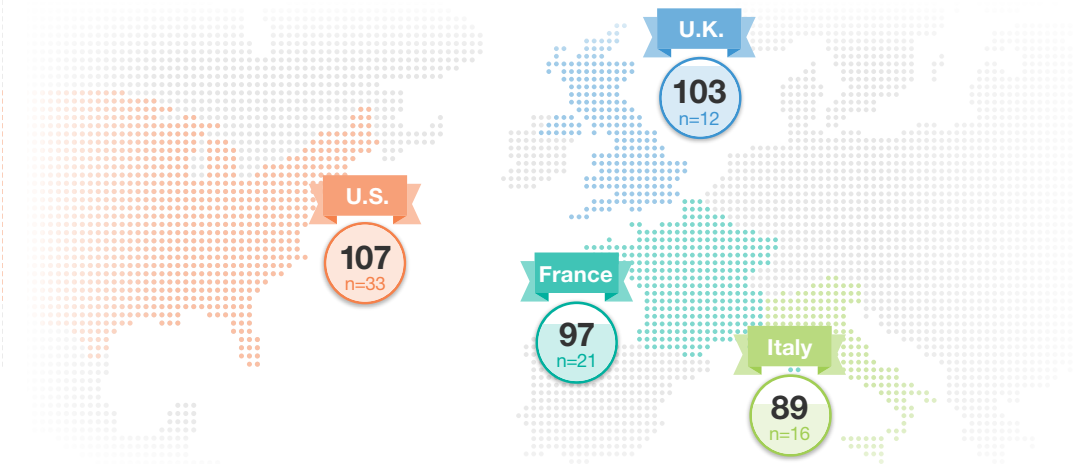 U.K.
103
n=12
U.S.
107
n=33
France
97
n=21
Italy
89
n=16